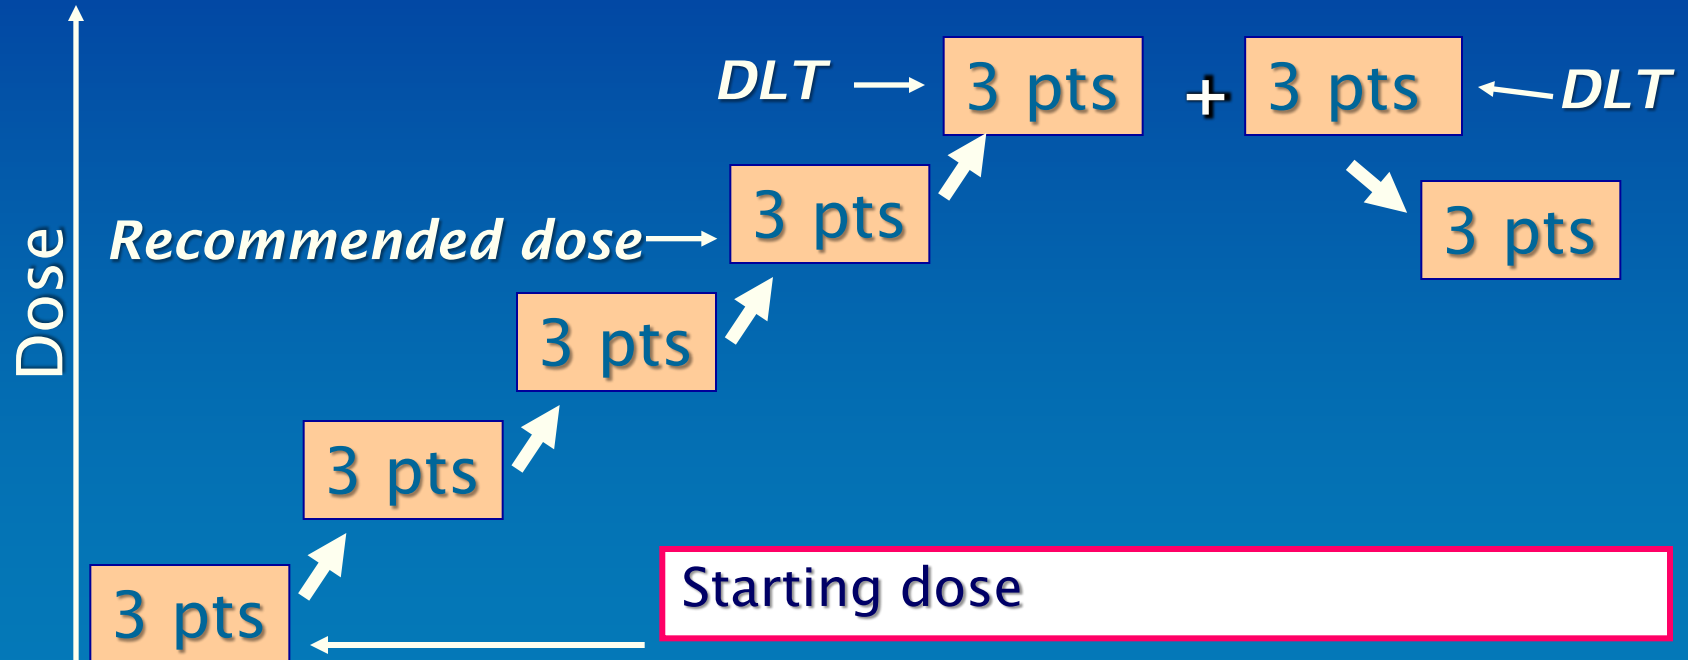 DLT
3 pts
+
3 pts
DLT
3 pts
3 pts
Recommended dose
Dose
3 pts
3 pts
Starting dose
3 pts